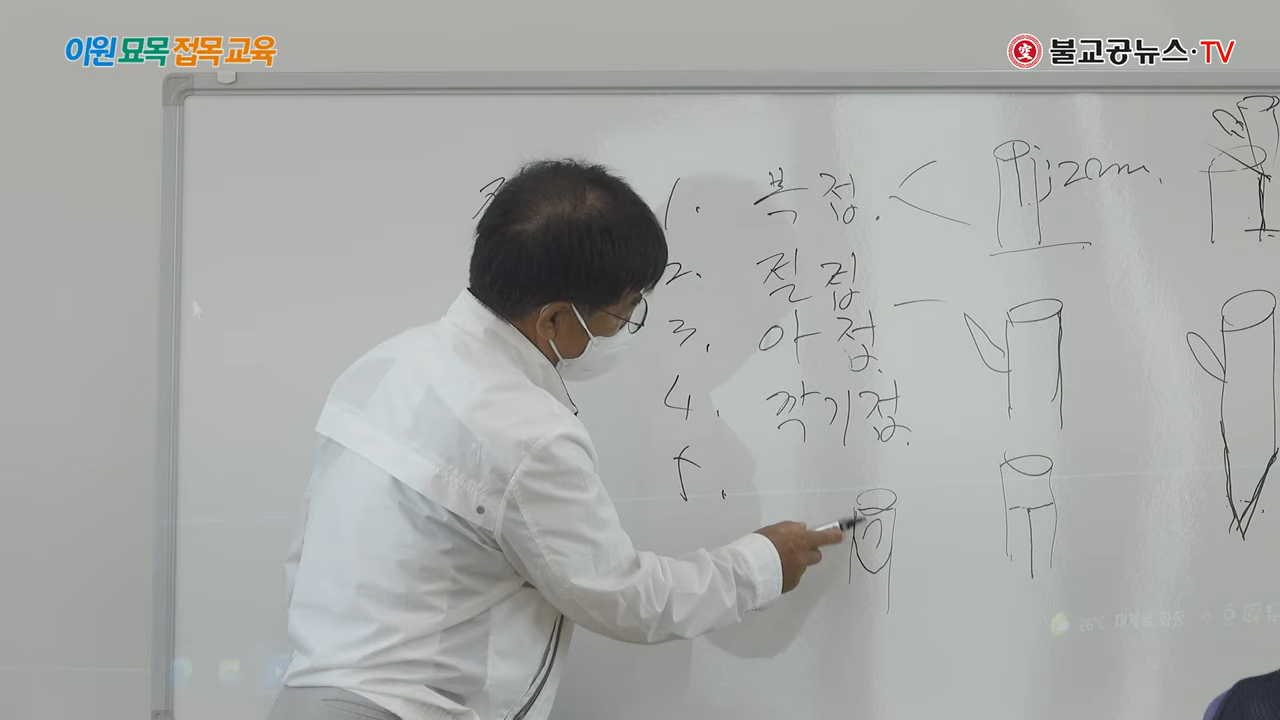 이원 묘목 접목 교육
불교공뉴스·TV
1. 복접.
2. 절접
3. 아접.
4. 깍기접.
5.
2cm.